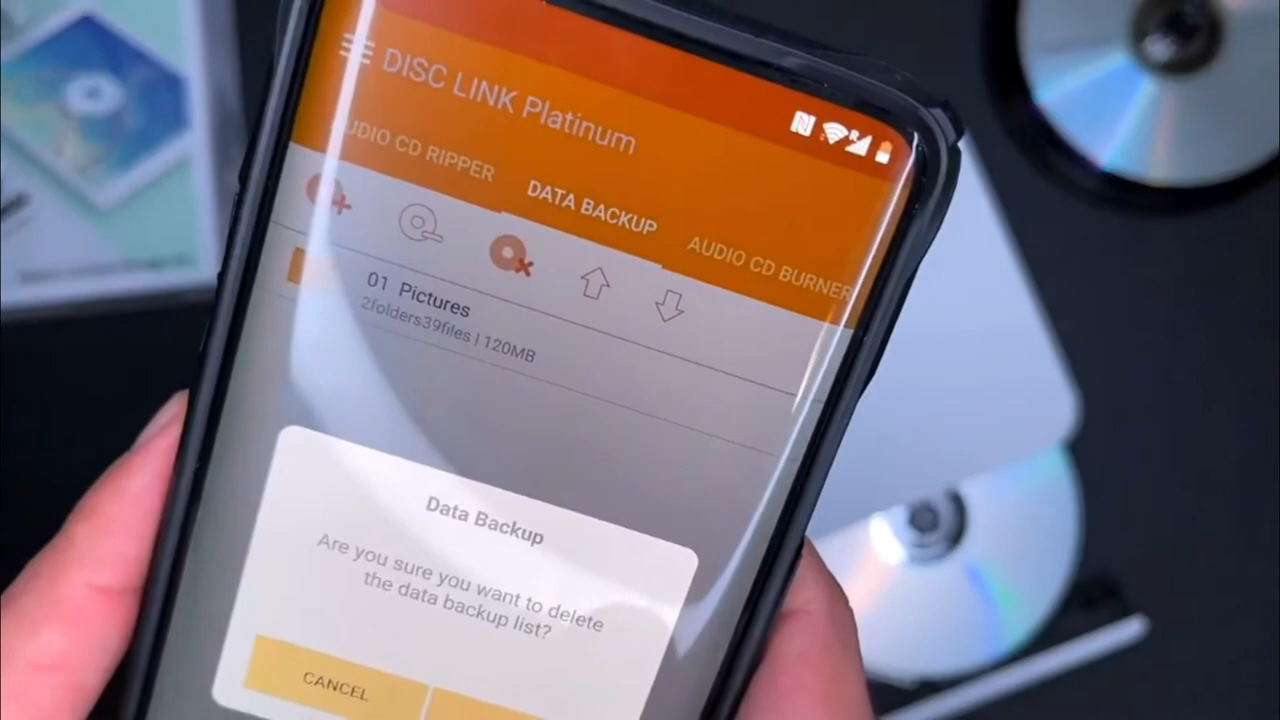 DISC LINK Platinum
AUDIO CD RIPPER
DATA BACKUP
AUDIO CD BURNER
01 Pictures
2folders39files | 120MB
Data Backup
Are you sure you want to delete
the data backup list?
CANCEL